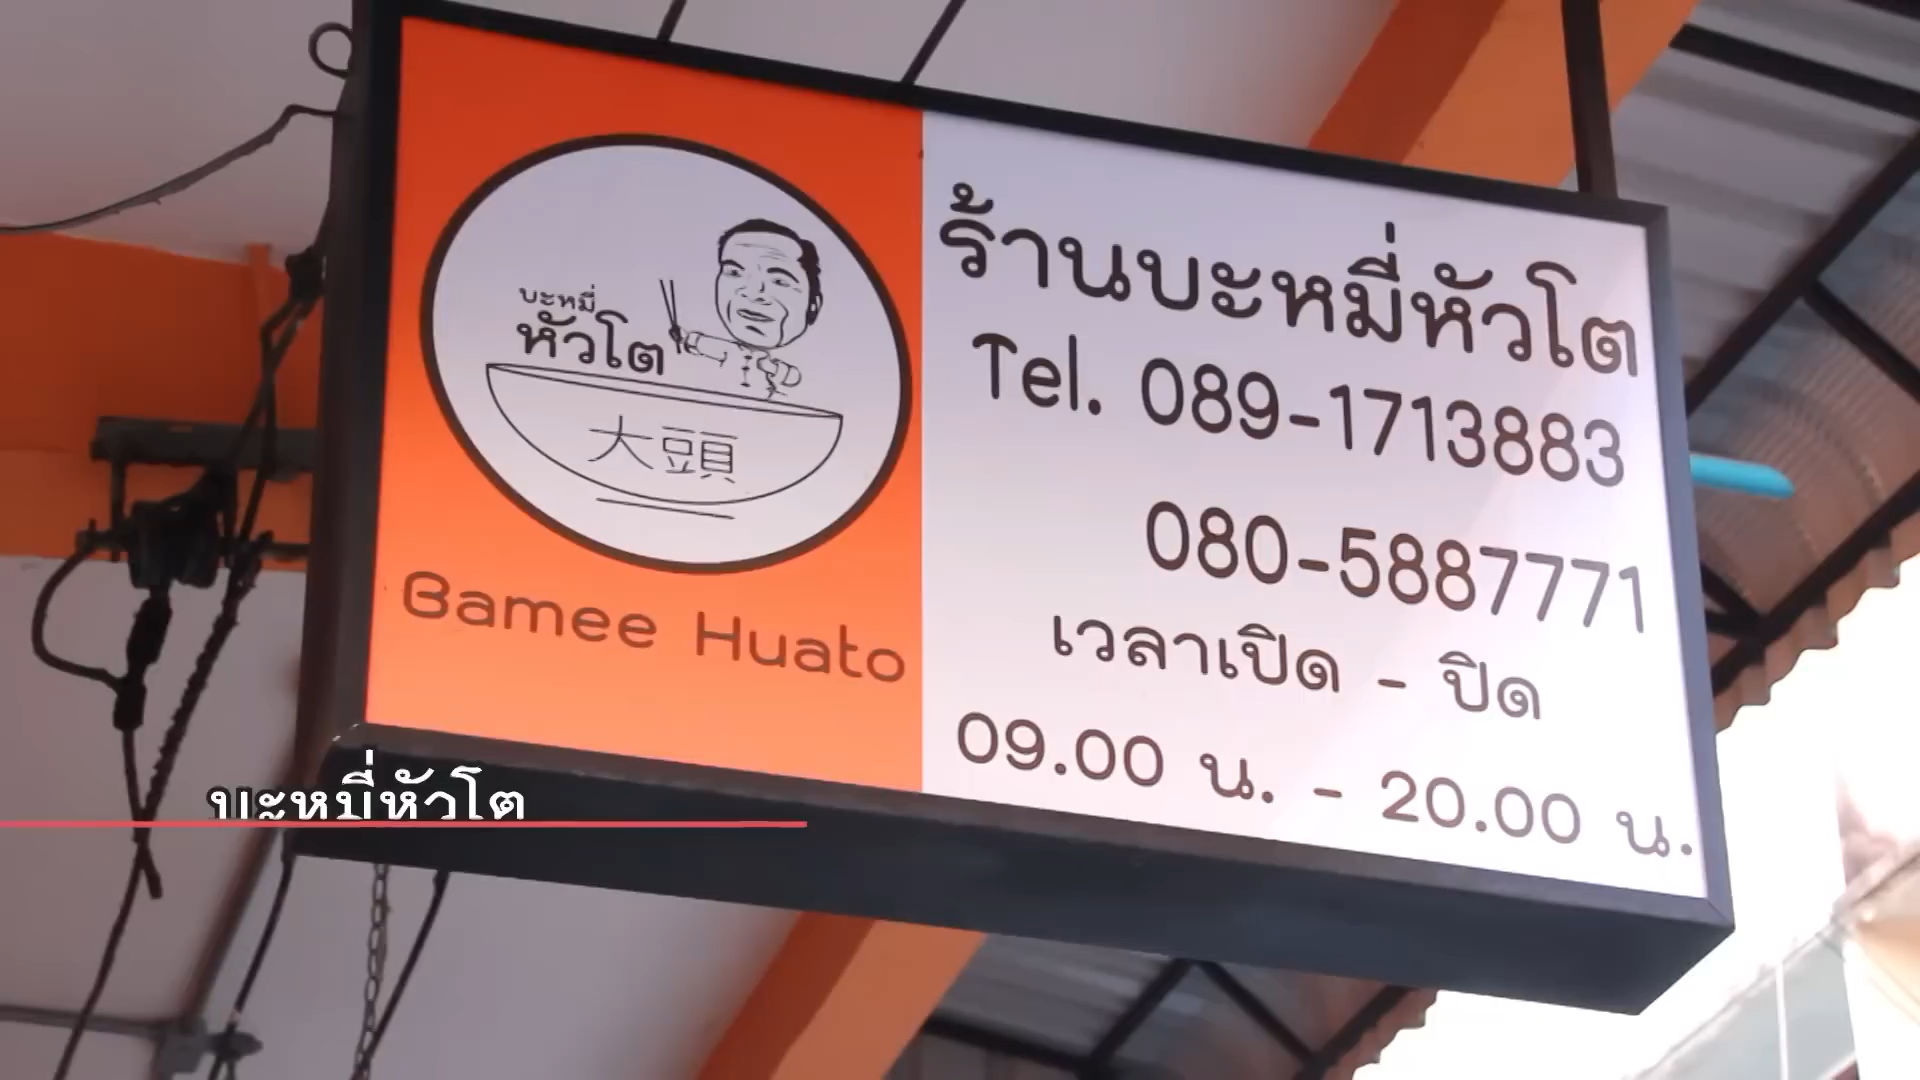 บะหมี่
หัวโต
大頭
Bamee Huato
ร้านบะหมี่หัวโต
Tel. 089-1713883
080-5887771
เวลาเปิด - ปิด
09.00 น. - 20.00 น.
บะหมี่หัวโต